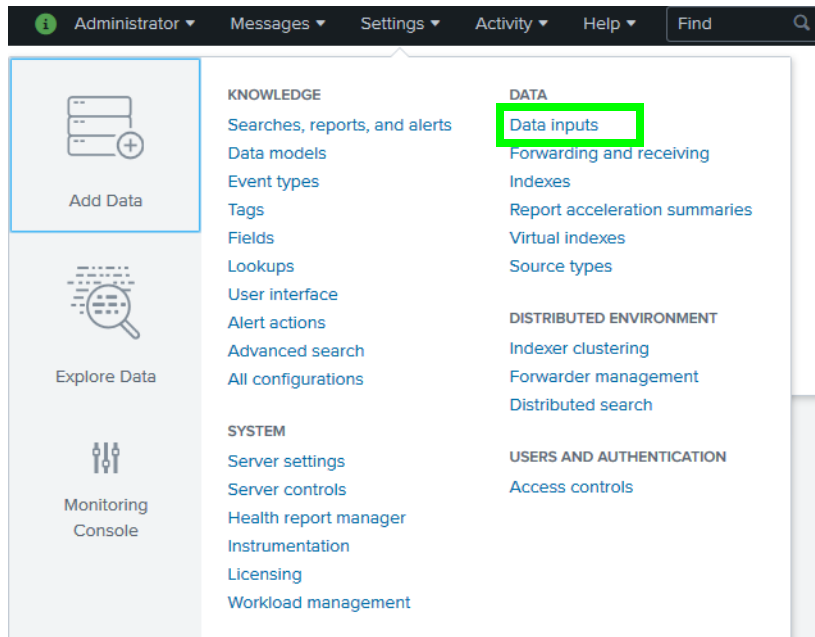 Administrator Messages Settings Activity Help Find
Add Data
Explore Data
Monitoring
Console
KNOWLEDGE
Searches, reports, and alerts
Data models
Event types
Tags
Fields
Lookups
User interface
Alert actions
Advanced search
All configurations
SYSTEM
Server settings
Server controls
Health report manager
Instrumentation
Licensing
Workload management
DATA
Data inputs
Forwarding and receiving
Indexes
Report acceleration summaries
Virtual indexes
Source types
DISTRIBUTED ENVIRONMENT
Indexer clustering
Forwarder management
Distributed search
USERS AND AUTHENTICATION
Access controls